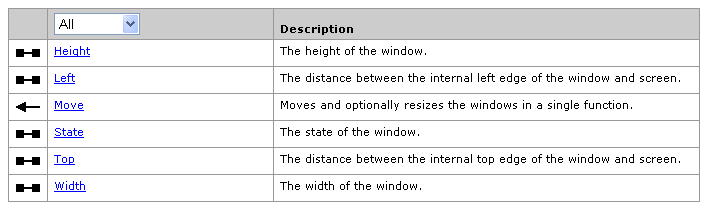 All Description
Height The height of the window.
Left The distance between the internal left edge of the window and screen.
Move Moves and optionally resizes the windows in a single function.
State The state of the window.
Top The distance between the internal top edge of the window and screen.
Width The width of the window.